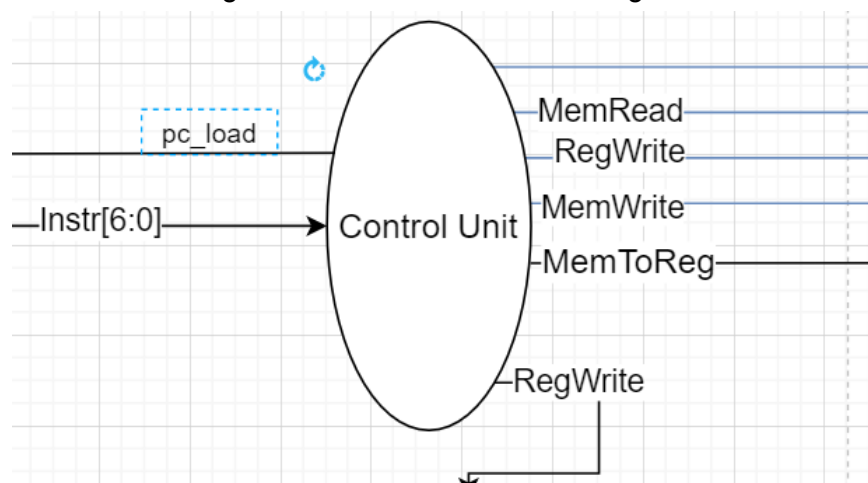 MemRead
pc_load
RegWrite
Instr[6:0]
Control Unit
MemWrite
MemToReg
RegWrite